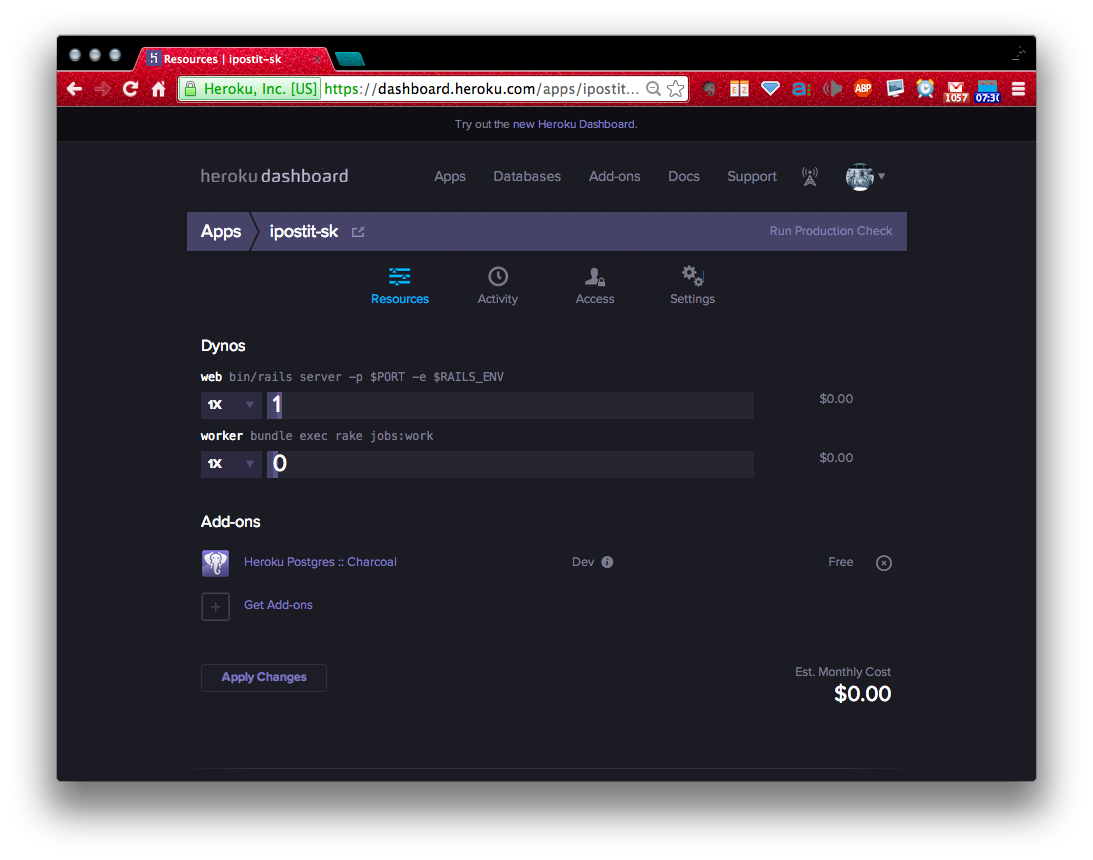 Resources | ipostit-sk
Heroku, Inc. [US] https://dashboard.heroku.com/apps/ipostit...
EZ
a:
ABP
1057
Try out the new Heroku Dashboard.
heroku dashboard Apps Databases Add-ons Docs Support
Apps ipostit-sk Run Production Check
Resources Activity Access Settings
Dynos
web bin/rails server -p $PORT -e $RAILS_ENV
1X 1 $0.00
worker bundle exec rake jobs:work
1X 0 $0.00
Add-ons
Heroku Postgres :: Charcoal Dev Free
Get Add-ons
Apply Changes
Est. Monthly Cost
$0.00